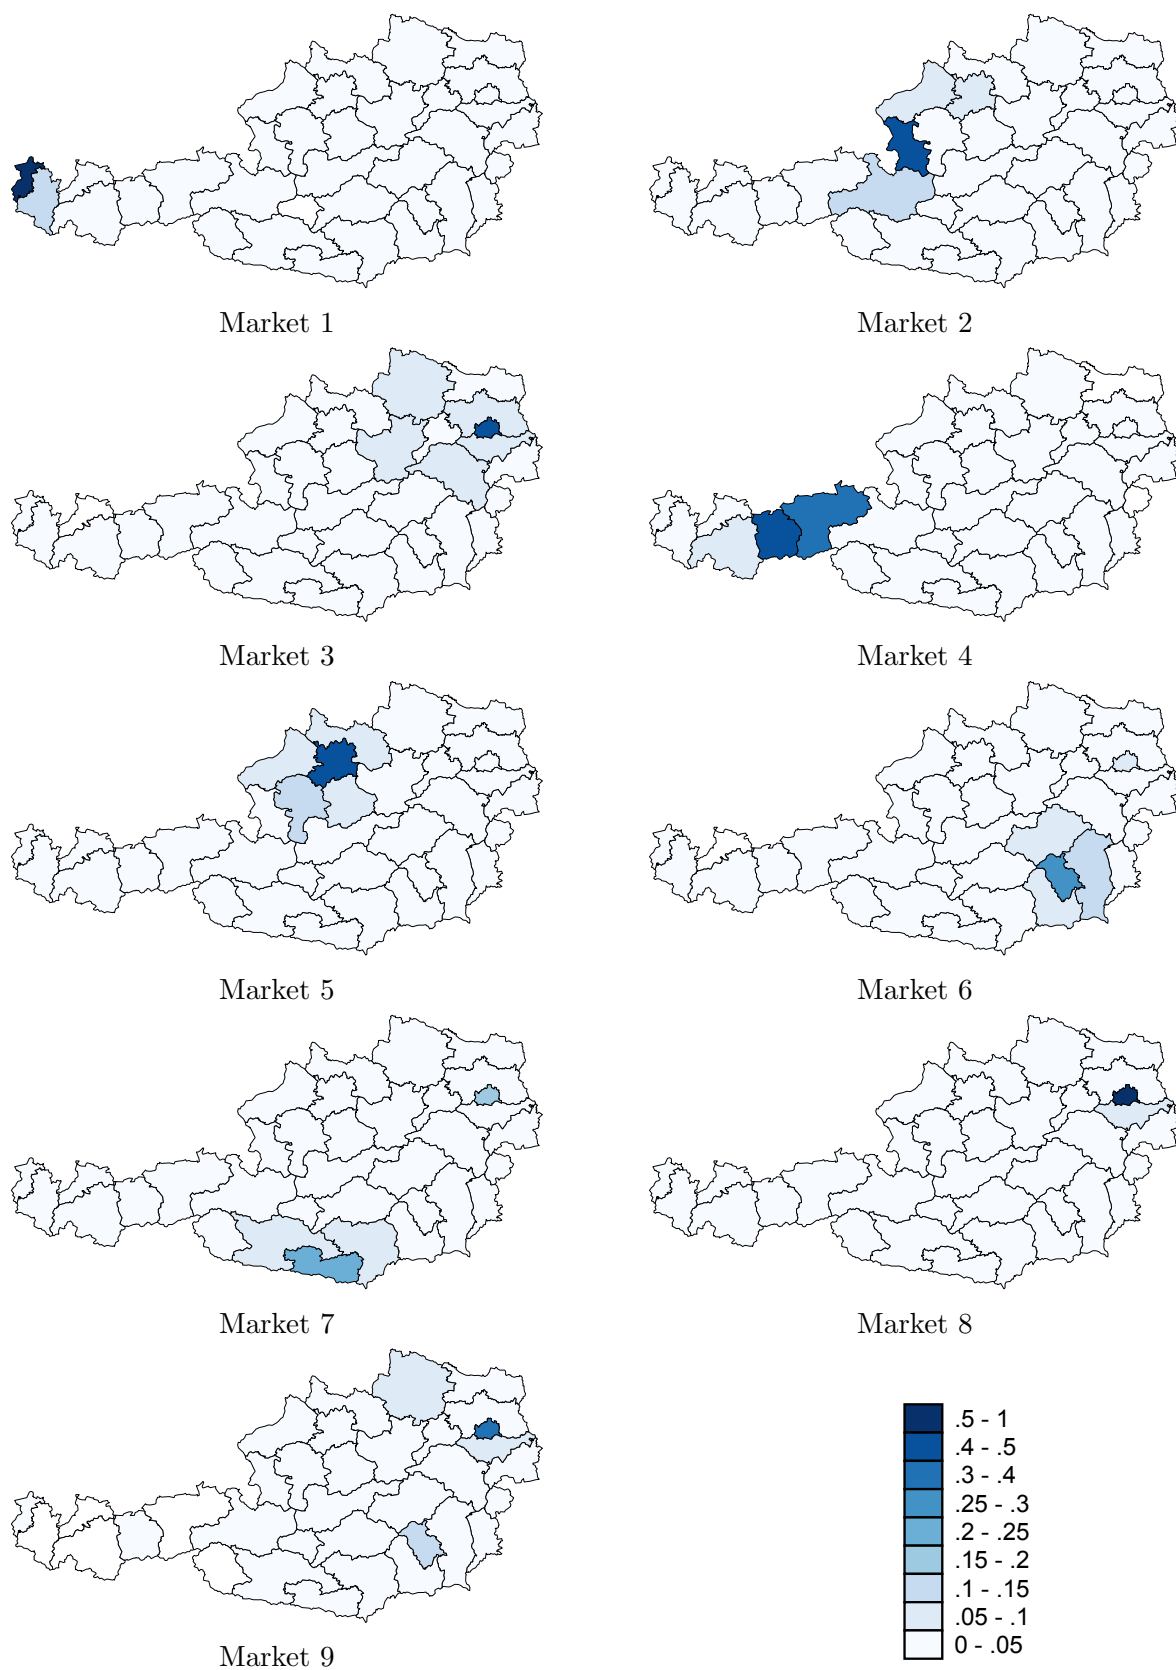 Market 1
Market 2
Market 3
Market 4
Market 5
Market 6
Market 7
Market 8
Market 9
.5 - 1
.4 - .5
.3 - .4
.25 - .3
.2 - .25
.15 - .2
.1 - .15
.05 - .1
0 - .05